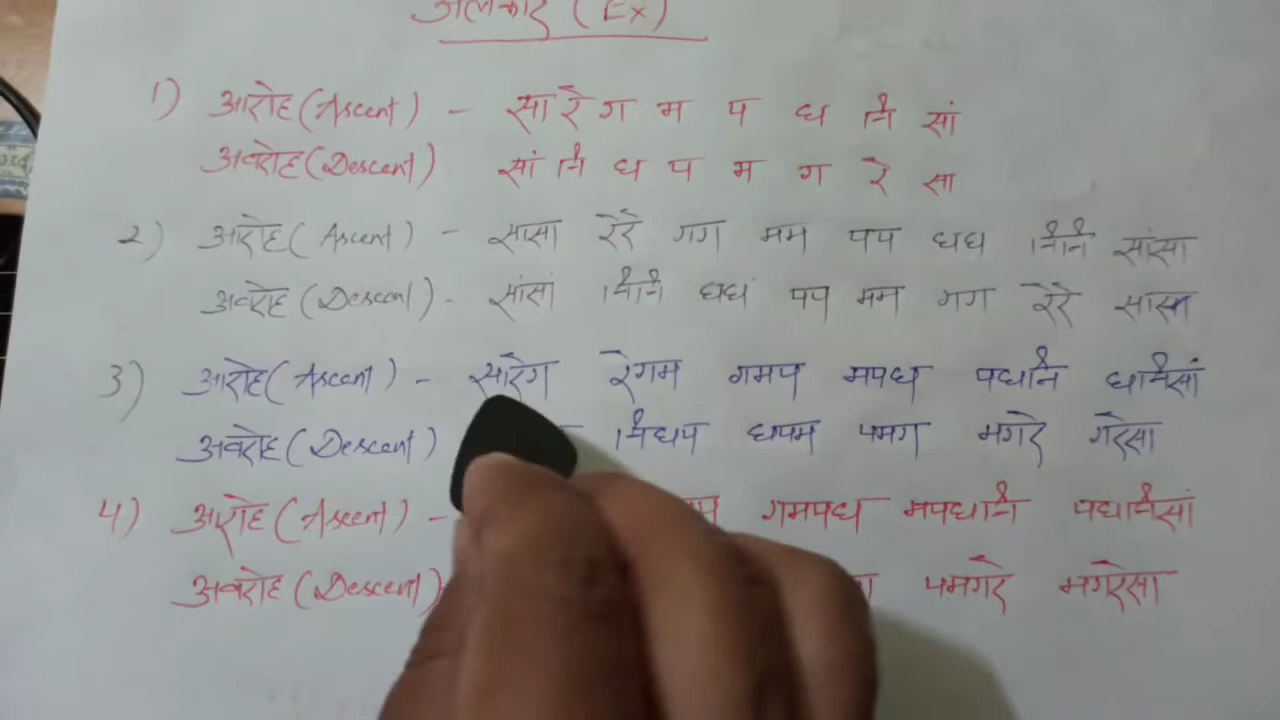 अलंकार (Ex)
1) आरोह (Ascent) - सा रे ग म प ध नि सां
अवरोह (Descent) सां नि ध प म ग रे सा
2) आरोह (Ascent) - सासा रेरे गग मम पप धध निनि सांसा
अवरोह (Descent) - सांसां निनि धधं पप मम गग रेरे सासा
3) आरोह (Ascent) - सारेग रेगम गमप मपध पधनि धनिसां
अवरोह (Descent) निधप धपम पमग मगरे गरेसा
4) अरोह (Ascent) - गमपध मपधनि पधनिसां
अवरोह (Descent) पमगरे मगरेसा